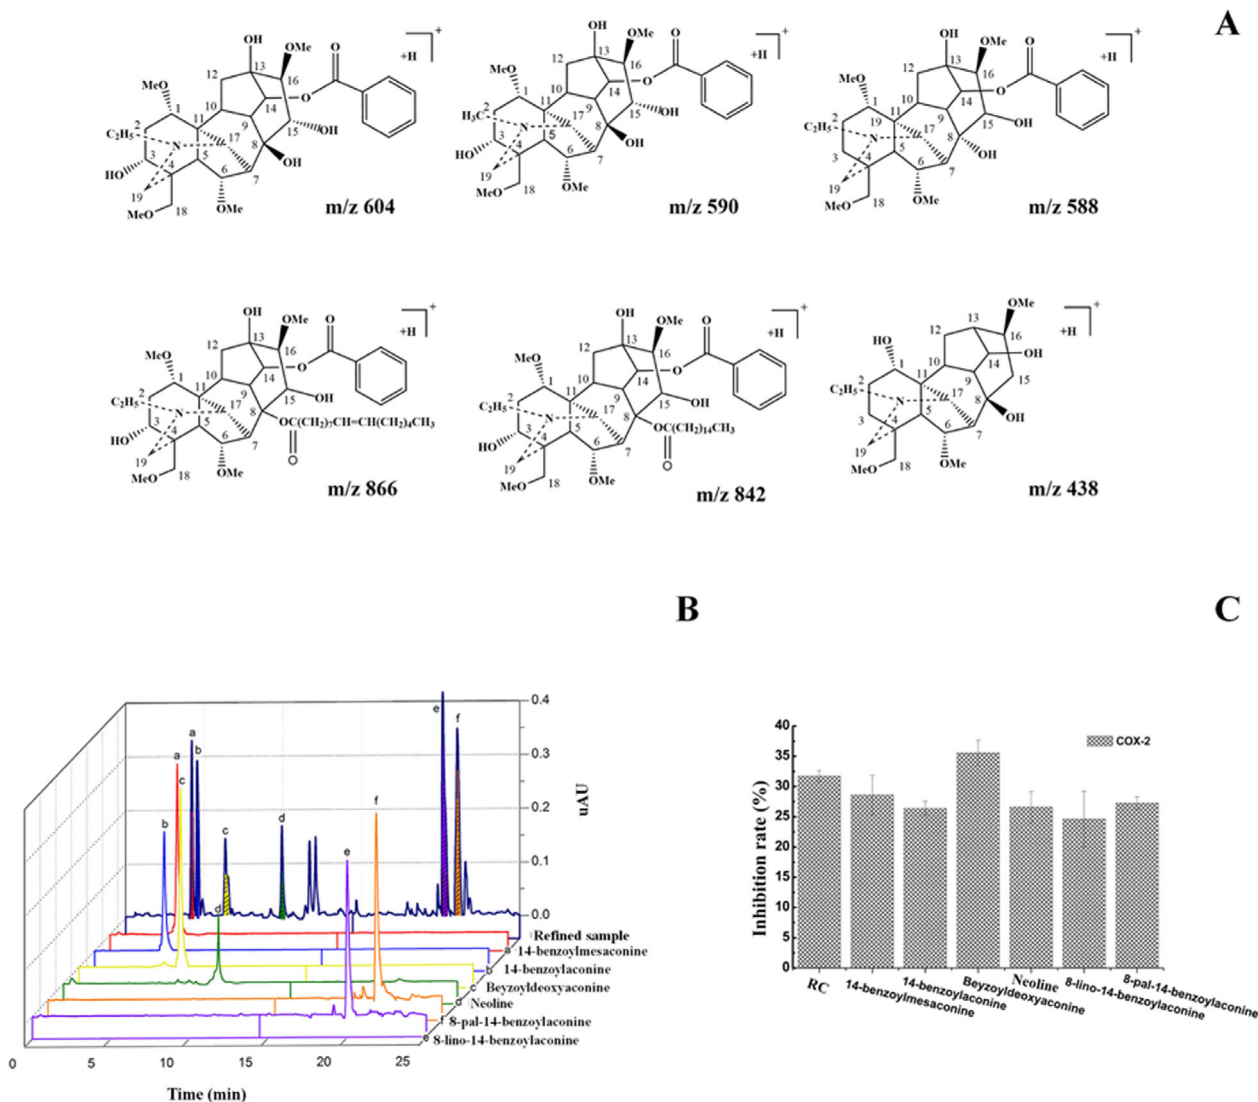 A
OH
13
OMe
12
16
O
+H
+
MeO
1
10
14
O
2
11
9
C₂H₅
N
17
15
OH
3
4
5
8
HO
6
7
OH
19
18
MeO
OMe
m/z 604
OH
13
OMe
12
16
O
+H
+
MeO
1
10
14
O
2
11
9
H₃C
N
17
15
OH
3
4
5
8
HO
6
7
OH
19
18
MeO
OMe
m/z 590
OH
13
OMe
12
16
O
+H
+
MeO
1
10
14
O
2
19
11
9
C₂H₅
N
17
15
OH
3
4
5
8
OH
6
7
19
18
MeO
OMe
m/z 588
OH
13
OMe
12
16
O
+H
+
MeO
1
10
14
O
2
11
9
C₂H₅
N
17
15
OH
3
4
5
8
OC(CH₂)₇CH=CH(CH₂)₄CH₃
HO
6
7
O
19
18
MeO
OMe
m/z 866
OH
13
OMe
12
16
O
+H
+
MeO
1
10
14
O
2
11
9
C₂H₅
N
17
15
OH
3
4
5
8
OC(CH₂)₁₄CH₃
HO
6
7
O
19
18
MeO
OMe
m/z 842
OMe
13
12
16
+H
+
HO
1
10
14
OH
2
11
9
15
C₂H₅
N
17
3
4
5
8
OH
6
7
19
18
MeO
OMe
m/z 438
B
0.4
0.3
0.2
0.1
0.0
uAU
a
b
c
d
e
f
a
b
c
d
e
f
Refined sample
a 14-benzoylmesaconine
b 14-benzoylaconine
c Beyzoyldeoxyaconine
d Neoline
f 8-pal-14-benzoylaconine
e 8-lino-14-benzoylaconine
0 5 10 15 20 25
Time (min)
C
COX-2
40
35
30
25
20
15
10
5
0
Inhibition rate (%)
RC
14-benzoylmesaconine
14-benzoylaconine
Beyzoyldeoxyaconine
Neoline
8-lino-14-benzoylaconine
8-pal-14-benzoylaconine